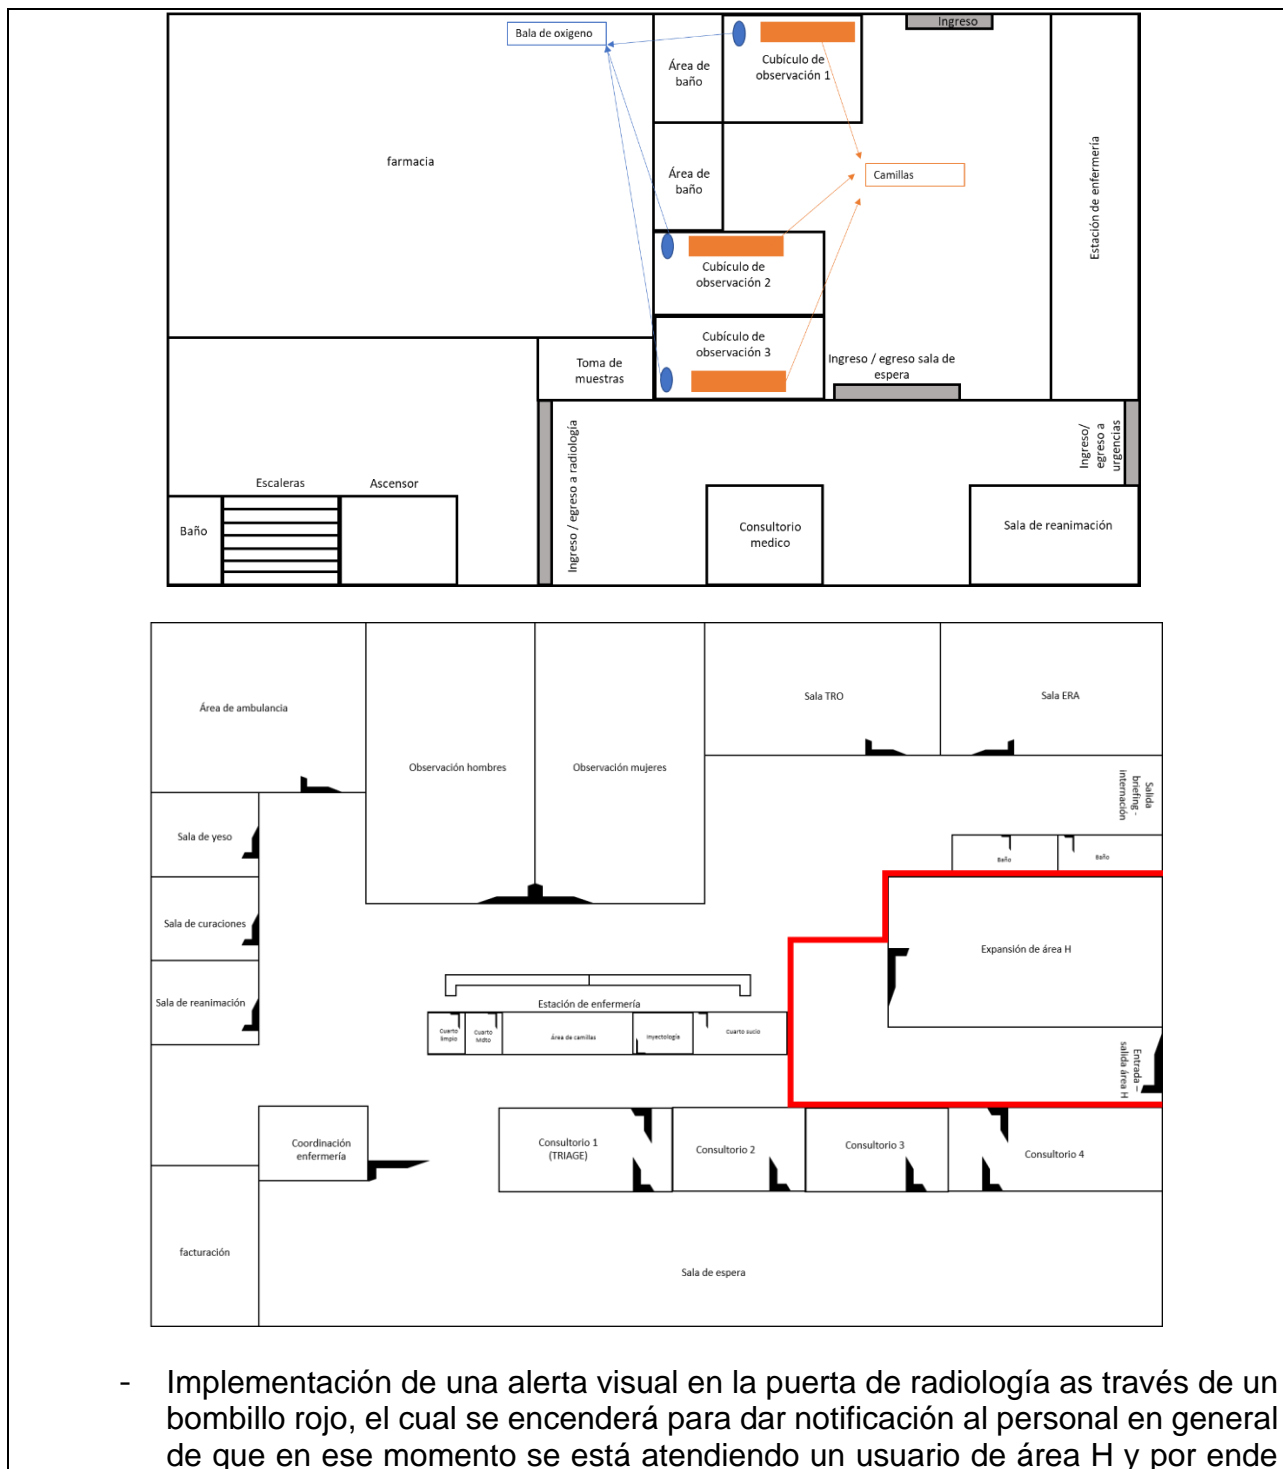 Bala de oxigeno
Ingreso
Área de
baño
Cubículo de
observación 1
farmacia
Área de
baño
Camillas
Estación de enfermería
Cubículo de
observación 2
Cubículo de
observación 3
Toma de
muestras
Ingreso / egreso sala de
espera
Ingreso / egreso a radiología
Ingreso/
egreso a
urgencias
Escaleras
Ascensor
Baño
Consultorio
medico
Sala de reanimación
Área de ambulancia
Observación hombres
Observación mujeres
Sala TRO
Sala ERA
Salida
briefing -
internación
Sala de yeso
Baño
Baño
Sala de curaciones
Expansión de área H
Sala de reanimación
Estación de enfermería
Cuarto
limpio
Cuarto
Mdto
Área de camillas
Inyectología
Cuarto sucio
Entrada –
salida área H
Coordinación
enfermería
Consultorio 1
(TRIAGE)
Consultorio 2
Consultorio 3
Consultorio 4
facturación
Sala de espera
- Implementación de una alerta visual en la puerta de radiología as través de un
bombillo rojo, el cual se encenderá para dar notificación al personal en general
de que en ese momento se está atendiendo un usuario de área H y por ende